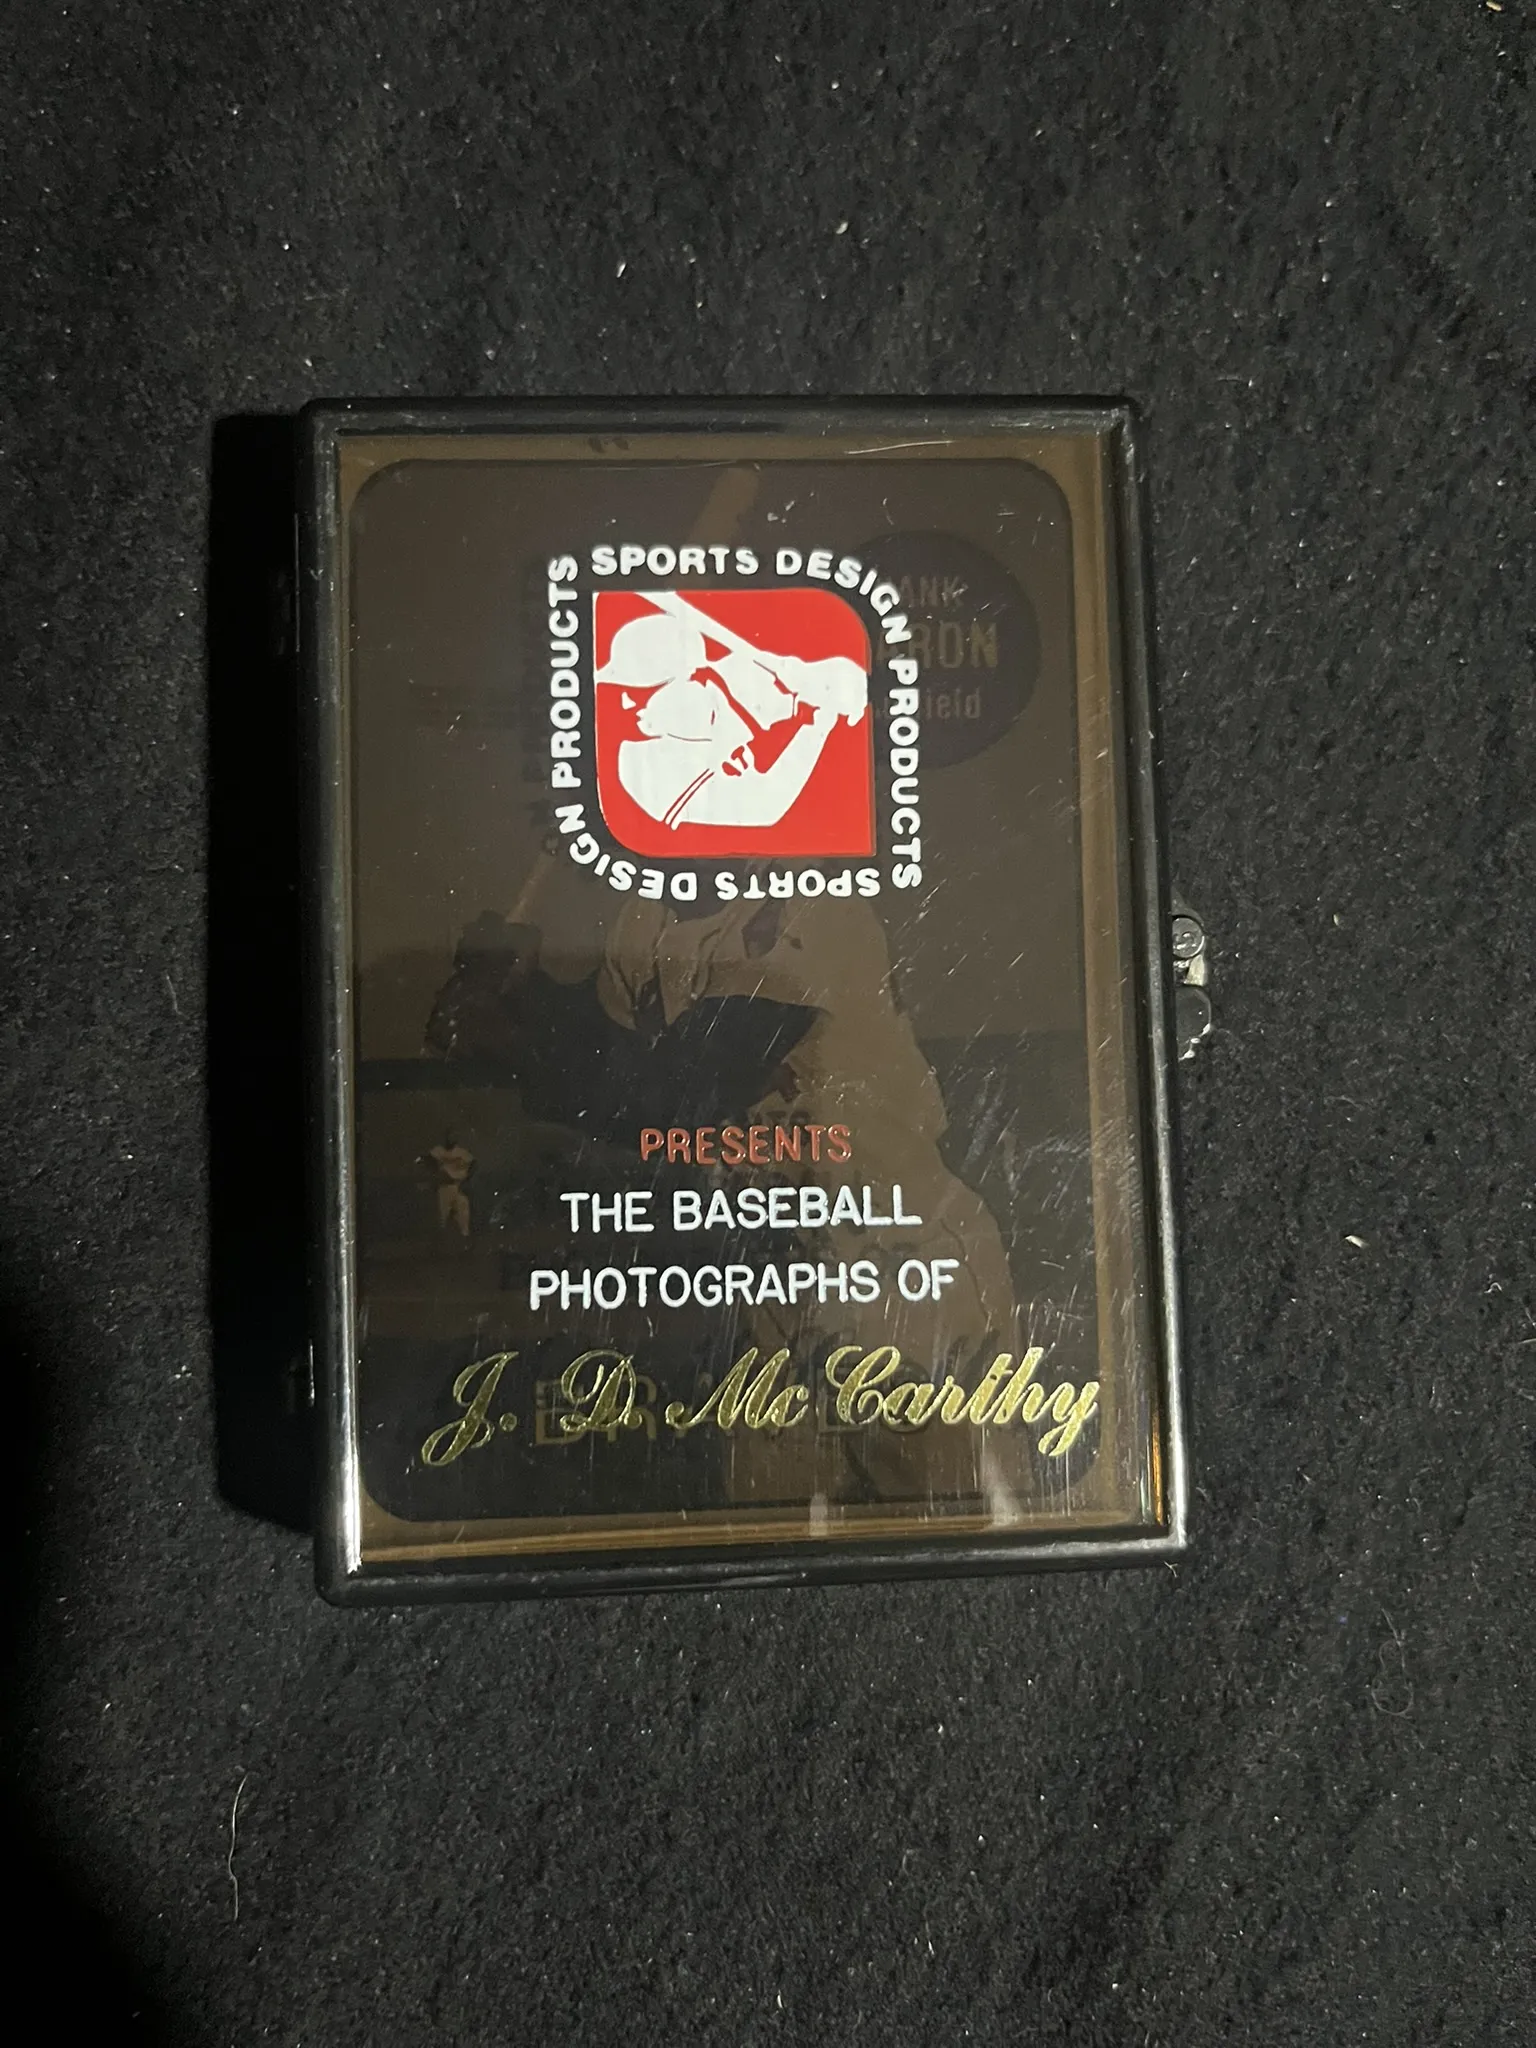 SPORTS DESIGN PRODUCTS SPORTS DESIGN PRODUCTS
PRESENTS
THE BASEBALL
PHOTOGRAPHS OF
J. D. McCarthy